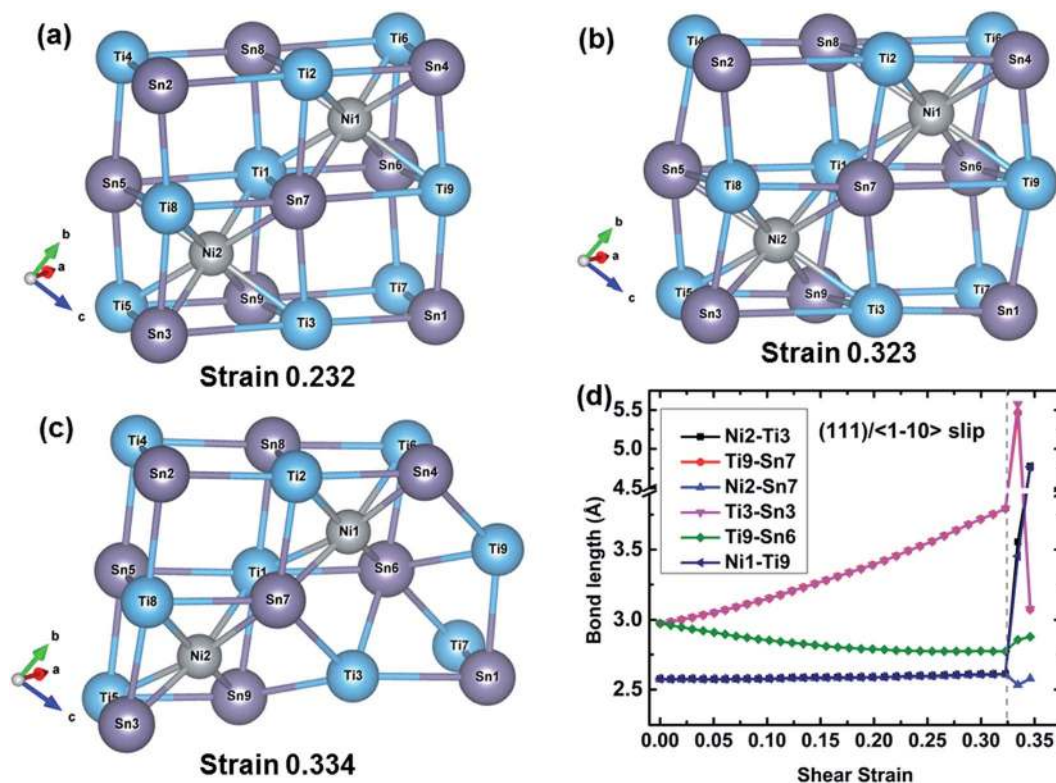 (a)
Ti4
Sn8
Ti6
Sn2
Ti2
Sn4
Ni1
Sn5
Ti1
Sn6
Ti8
Sn7
Ti9
Ni2
Ti5
Sn9
Ti7
Sn3
Ti3
Sn1
b
a
c
Strain 0.232
(b)
Ti4
Sn8
Ti6
Sn2
Ti2
Sn4
Ni1
Sn5
Ti1
Sn6
Ti8
Sn7
Ti9
Ni2
Ti5
Sn9
Ti7
Sn3
Ti3
Sn1
b
a
c
Strain 0.323
(c)
Ti4
Sn8
Ti6
Sn2
Ti2
Sn4
Ni1
Ti9
Sn5
Ti1
Sn6
Ti8
Sn7
Ni2
Ti7
Ti5
Sn9
Ti3
Sn1
Sn3
b
a
c
Strain 0.334
(d)
(111)/<1-10> slip
Ni2-Ti3
Ti9-Sn7
Ni2-Sn7
Ti3-Sn3
Ti9-Sn6
Ni1-Ti9
Bond length (Å)
5.5
5.0
4.5
3.5
3.0
2.5
0.00 0.05 0.10 0.15 0.20 0.25 0.30 0.35
Shear Strain